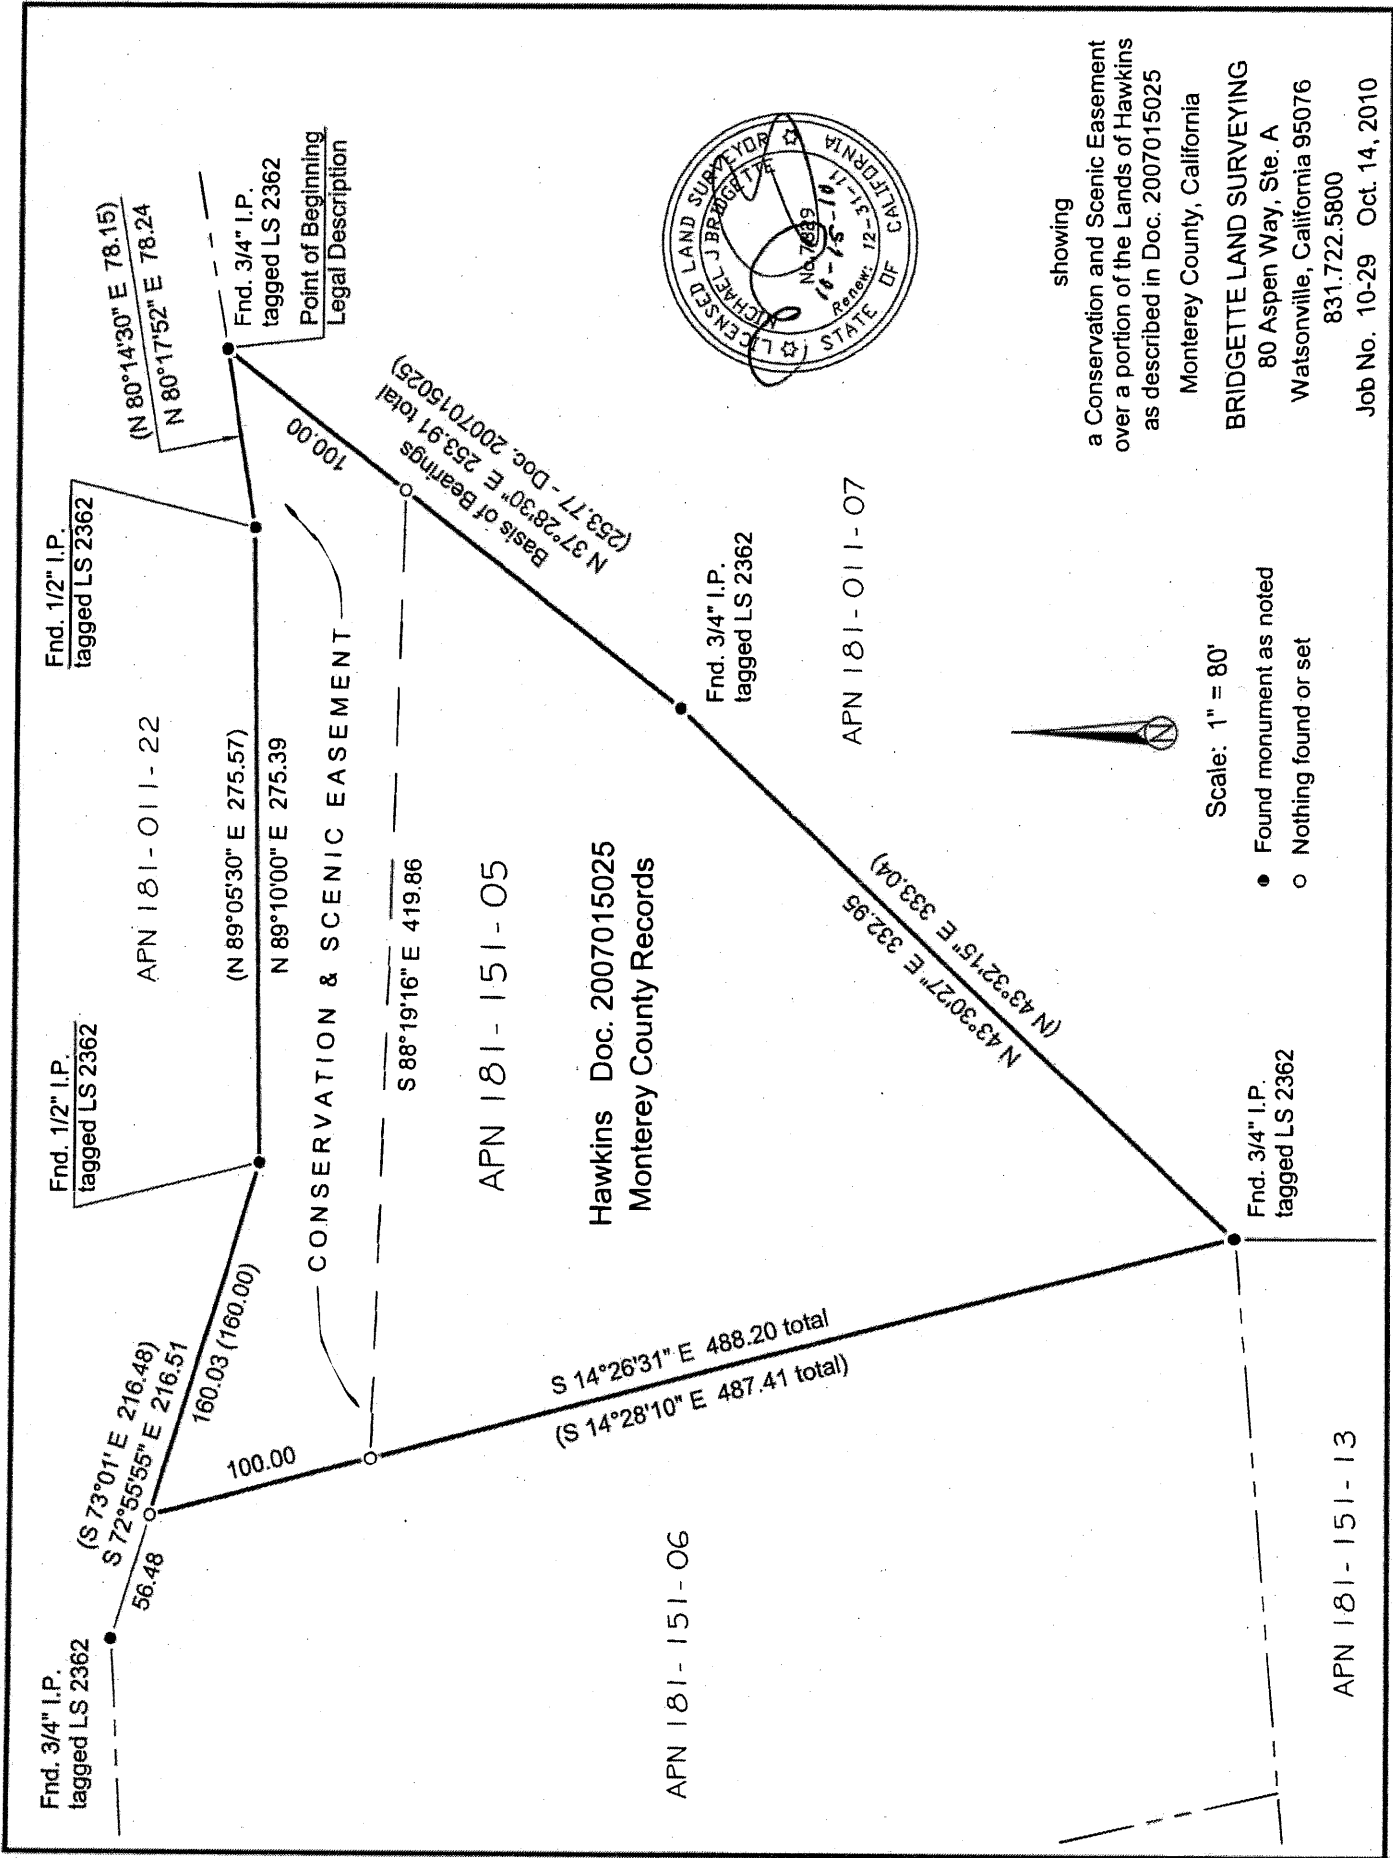 Fnd. 3/4" I.P.
tagged LS 2362
(S 73°01' E 216.48)
S 72°55'55" E 216.51
56.48
160.03 (160.00)
100.00
Fnd. 1/2" I.P.
tagged LS 2362
APN 181-011-22
(N 89°05'30" E 275.57)
N 89°10'00" E 275.39
Fnd. 1/2" I.P.
tagged LS 2362
(N 80°14'30" E 78.15)
N 80°17'52" E 78.24
Fnd. 3/4" I.P.
tagged LS 2362
Point of Beginning
Legal Description
100.00
CONSERVATION & SCENIC EASEMENT
S 88°19'16" E 419.86
Basis of Bearings
N 37°28'30" E 253.91 total
(253.77 - Doc. 2007015025)
APN 181-151-05
Hawkins Doc. 2007015025
Monterey County Records
S 14°26'31" E 488.20 total
(S 14°28'10" E 487.41 total)
Fnd. 3/4" I.P.
tagged LS 2362
APN 181-151-06
N 43°30'27" E 332.95
(N 43°32'15" E 333.04)
APN 181-011-07
Fnd. 3/4" I.P.
tagged LS 2362
APN 181-151-13
N
Scale: 1" = 80'
● Found monument as noted
○ Nothing found or set
LICENSED LAND SURVEYOR
MICHAEL J BRIDGETTE
No. 7889
10-15-10
Renew: 12-31-11
STATE OF CALIFORNIA
showing
a Conservation and Scenic Easement
over a portion of the Lands of Hawkins
as described in Doc. 2007015025
Monterey County, California
BRIDGETTE LAND SURVEYING
80 Aspen Way, Ste. A
Watsonville, California 95076
831.722.5800
Job No. 10-29 Oct. 14, 2010